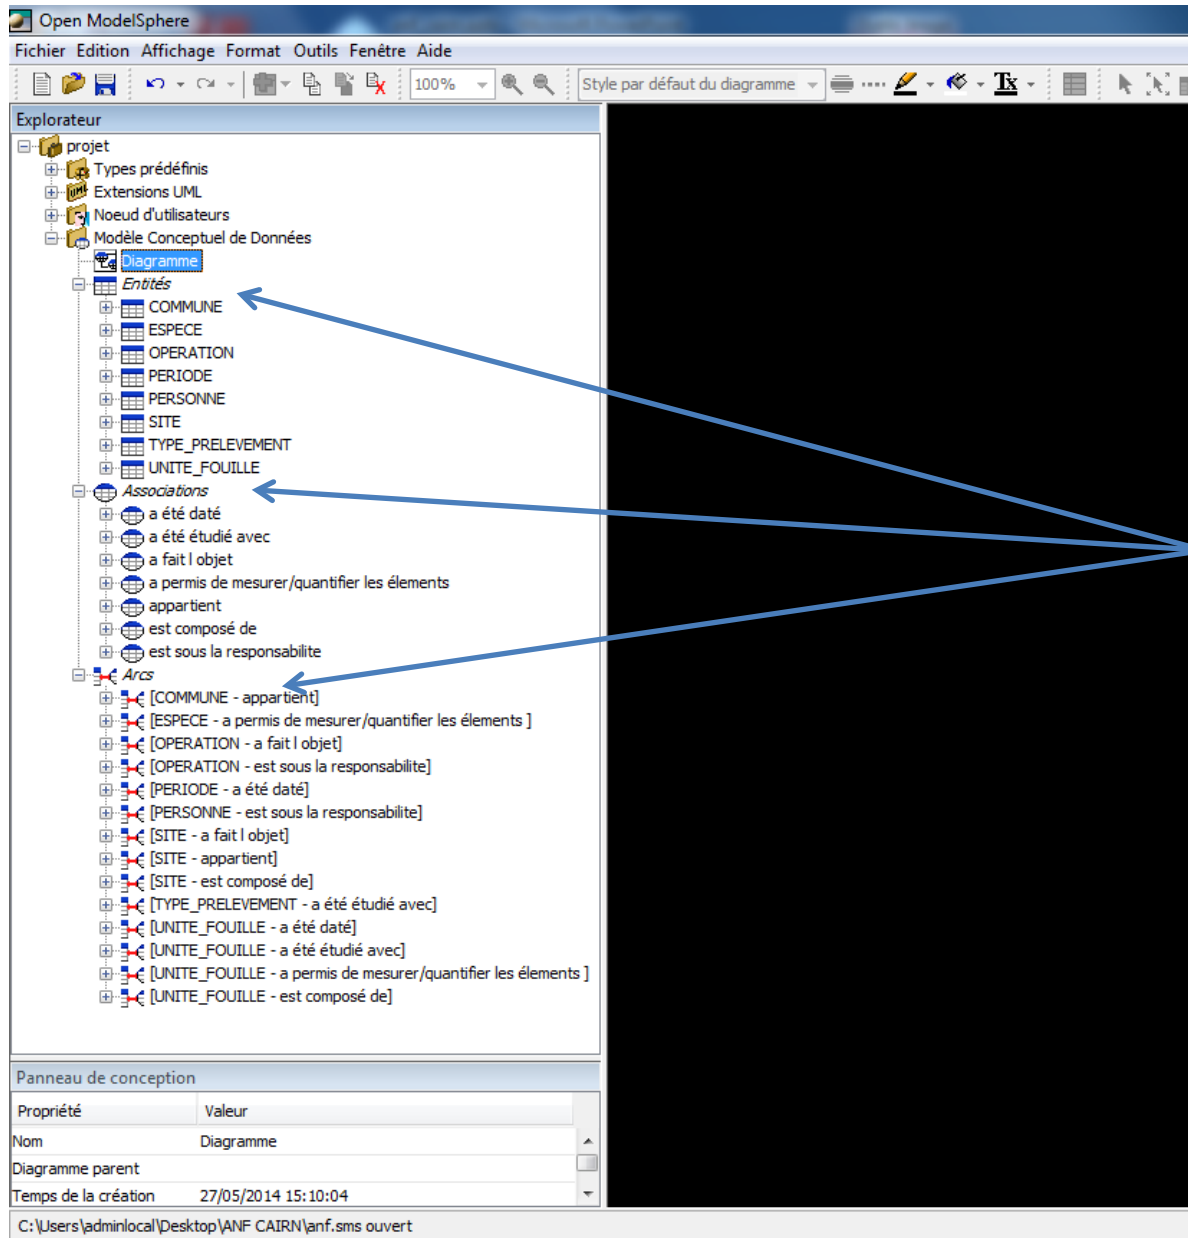 Open ModelSphere
Fichier Edition Affichage Format Outils Fenêtre Aide
100% Style par défaut du diagramme Tx
Explorateur
projet
Types prédéfinis
Extensions UML
Noeud d'utilisateurs
Modèle Conceptuel de Données
Diagramme
Entités
COMMUNE
ESPECE
OPERATION
PERIODE
PERSONNE
SITE
TYPE_PRELEVEMENT
UNITE_FOUILLE
Associations
a été daté
a été étudié avec
a fait l objet
a permis de mesurer/quantifier les élements
appartient
est composé de
est sous la responsabilite
Arcs
[COMMUNE - appartient]
[ESPECE - a permis de mesurer/quantifier les élements ]
[OPERATION - a fait l objet]
[OPERATION - est sous la responsabilite]
[PERIODE - a été daté]
[PERSONNE - est sous la responsabilite]
[SITE - a fait l objet]
[SITE - appartient]
[SITE - est composé de]
[TYPE_PRELEVEMENT - a été étudié avec]
[UNITE_FOUILLE - a été daté]
[UNITE_FOUILLE - a été étudié avec]
[UNITE_FOUILLE - a permis de mesurer/quantifier les élements ]
[UNITE_FOUILLE - est composé de]
Panneau de conception
Propriété Valeur
Nom Diagramme
Diagramme parent
Temps de la création 27/05/2014 15:10:04
C:\Users\adminlocal\Desktop\ANF CAIRN\anf.sms ouvert